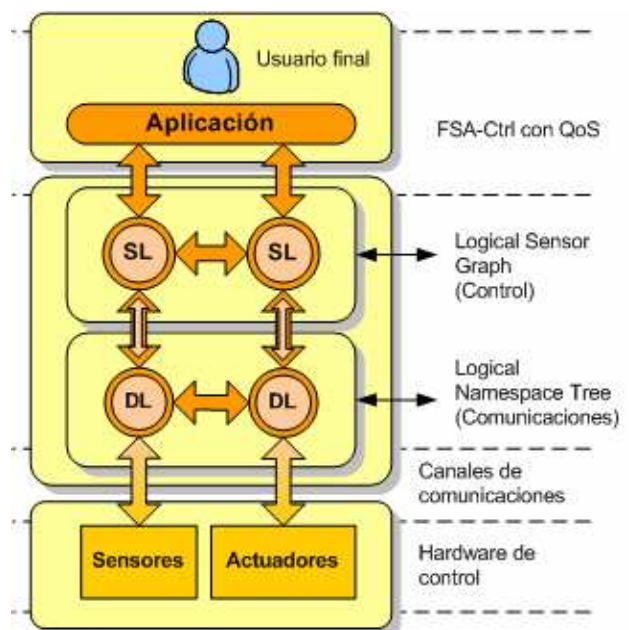 Usuario final
Aplicación
FSA-Ctrl con QoS
SL
SL
Logical Sensor
Graph
(Control)
DL
DL
Logical
Namespace Tree
(Comunicaciones)
Canales de
comunicaciones
Sensores
Actuadores
Hardware de
control